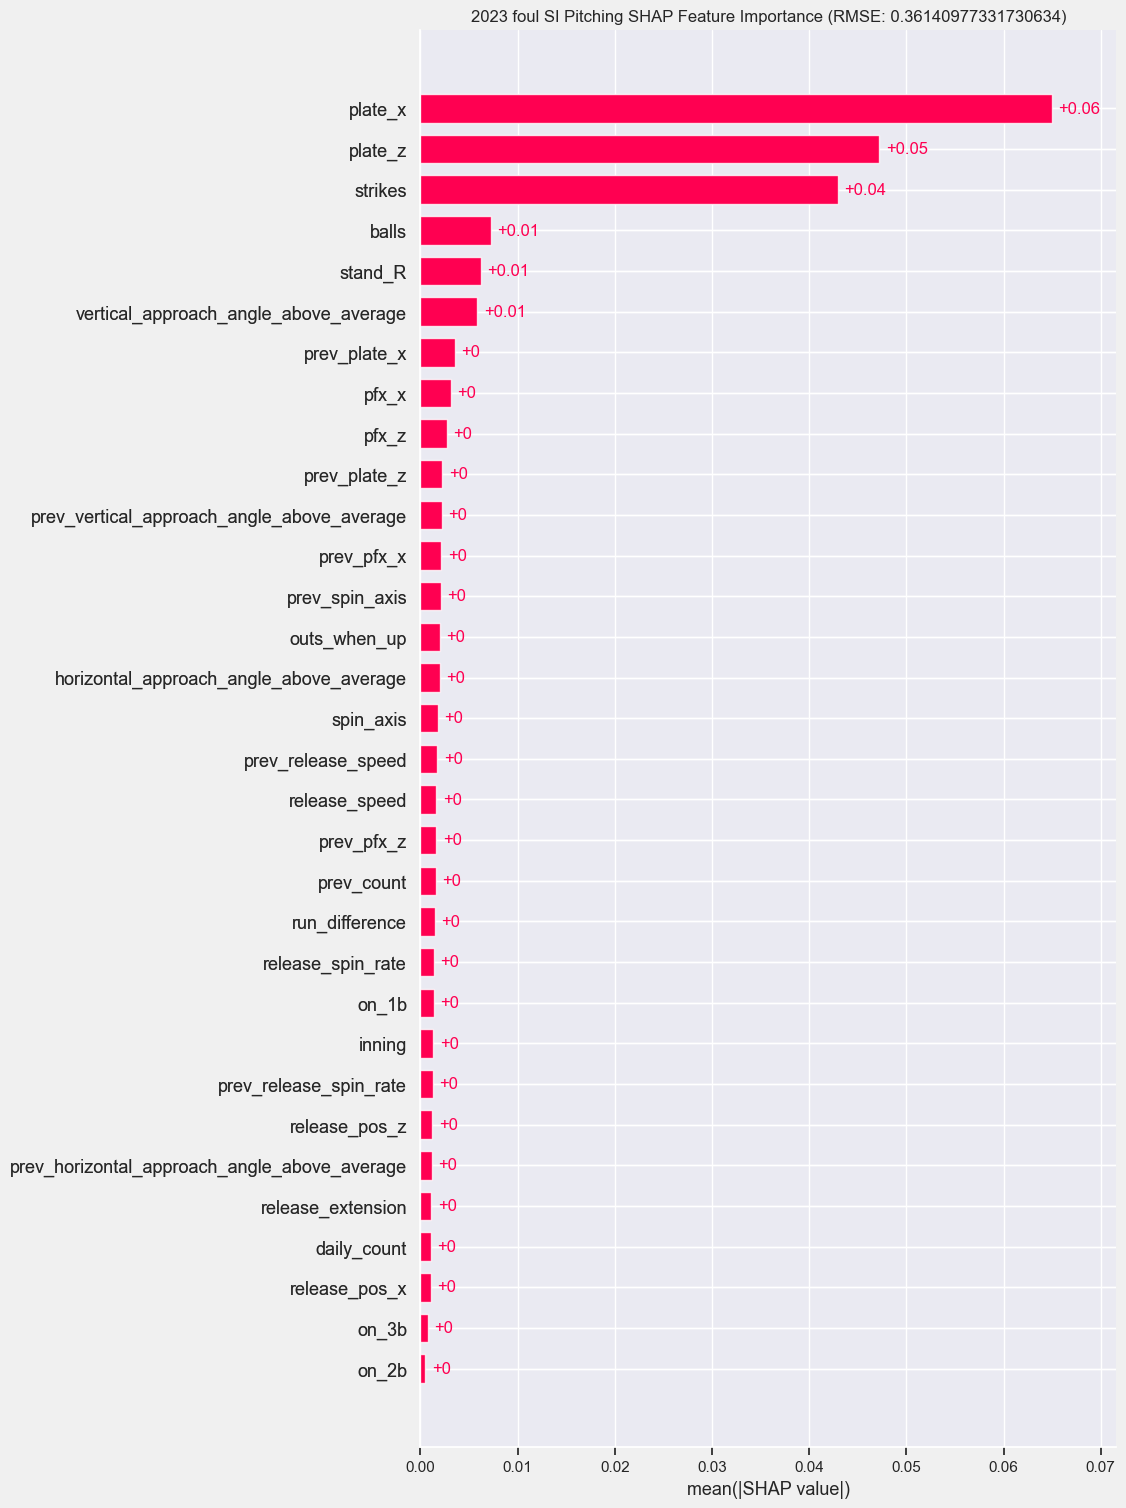 2023 foul SI Pitching SHAP Feature Importance (RMSE: 0.36140977331730634)
plate_x +0.06
plate_z +0.05
strikes +0.04
balls +0.01
stand_R +0.01
vertical_approach_angle_above_average +0.01
prev_plate_x +0
pfx_x +0
pfx_z +0
prev_plate_z +0
prev_vertical_approach_angle_above_average +0
prev_pfx_x +0
prev_spin_axis +0
outs_when_up +0
horizontal_approach_angle_above_average +0
spin_axis +0
prev_release_speed +0
release_speed +0
prev_pfx_z +0
prev_count +0
run_difference +0
release_spin_rate +0
on_1b +0
inning +0
prev_release_spin_rate +0
release_pos_z +0
prev_horizontal_approach_angle_above_average +0
release_extension +0
daily_count +0
release_pos_x +0
on_3b +0
on_2b +0
0.00 0.01 0.02 0.03 0.04 0.05 0.06 0.07
mean(|SHAP value|)